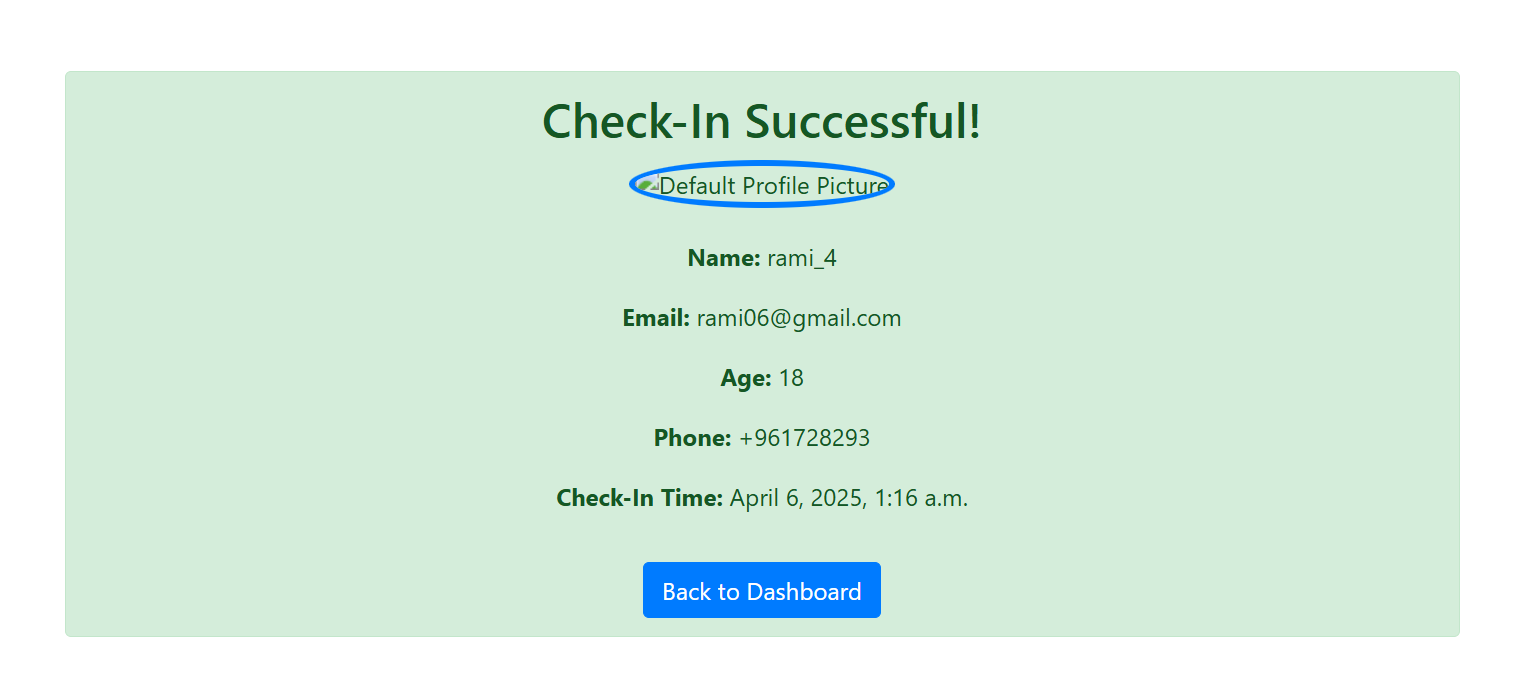 Check-In Successful!
Default Profile Picture
Name: rami_4
Email: rami06@gmail.com
Age: 18
Phone: +961728293
Check-In Time: April 6, 2025, 1:16 a.m.
Back to Dashboard